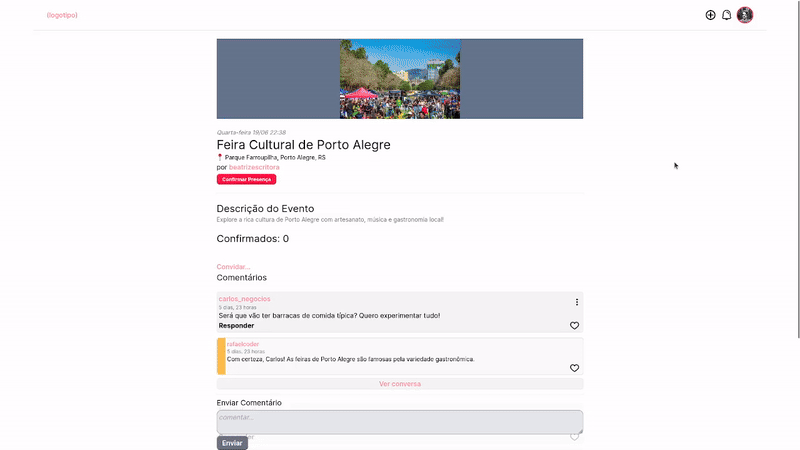 {logotipo}
Quarta-feira 19/06 22:38
Feira Cultural de Porto Alegre
Parque Farroupilha, Porto Alegre, RS
por beatrizescritora
Confirmar Presença
Descrição do Evento
Explore a rica cultura de Porto Alegre com artesanato, música e gastronomia local!
Confirmados: 0
Convidar...
Comentários
carlos_negocios
5 dias, 23 horas
Será que vão ter barracas de comida típica? Quero experimentar tudo!
Responder
rafaelcoder
5 dias, 23 horas
Com certeza, Carlos! As feiras de Porto Alegre são famosas pela variedade gastronômica.
Ver conversa
Enviar Comentário
comentar..
Enviar